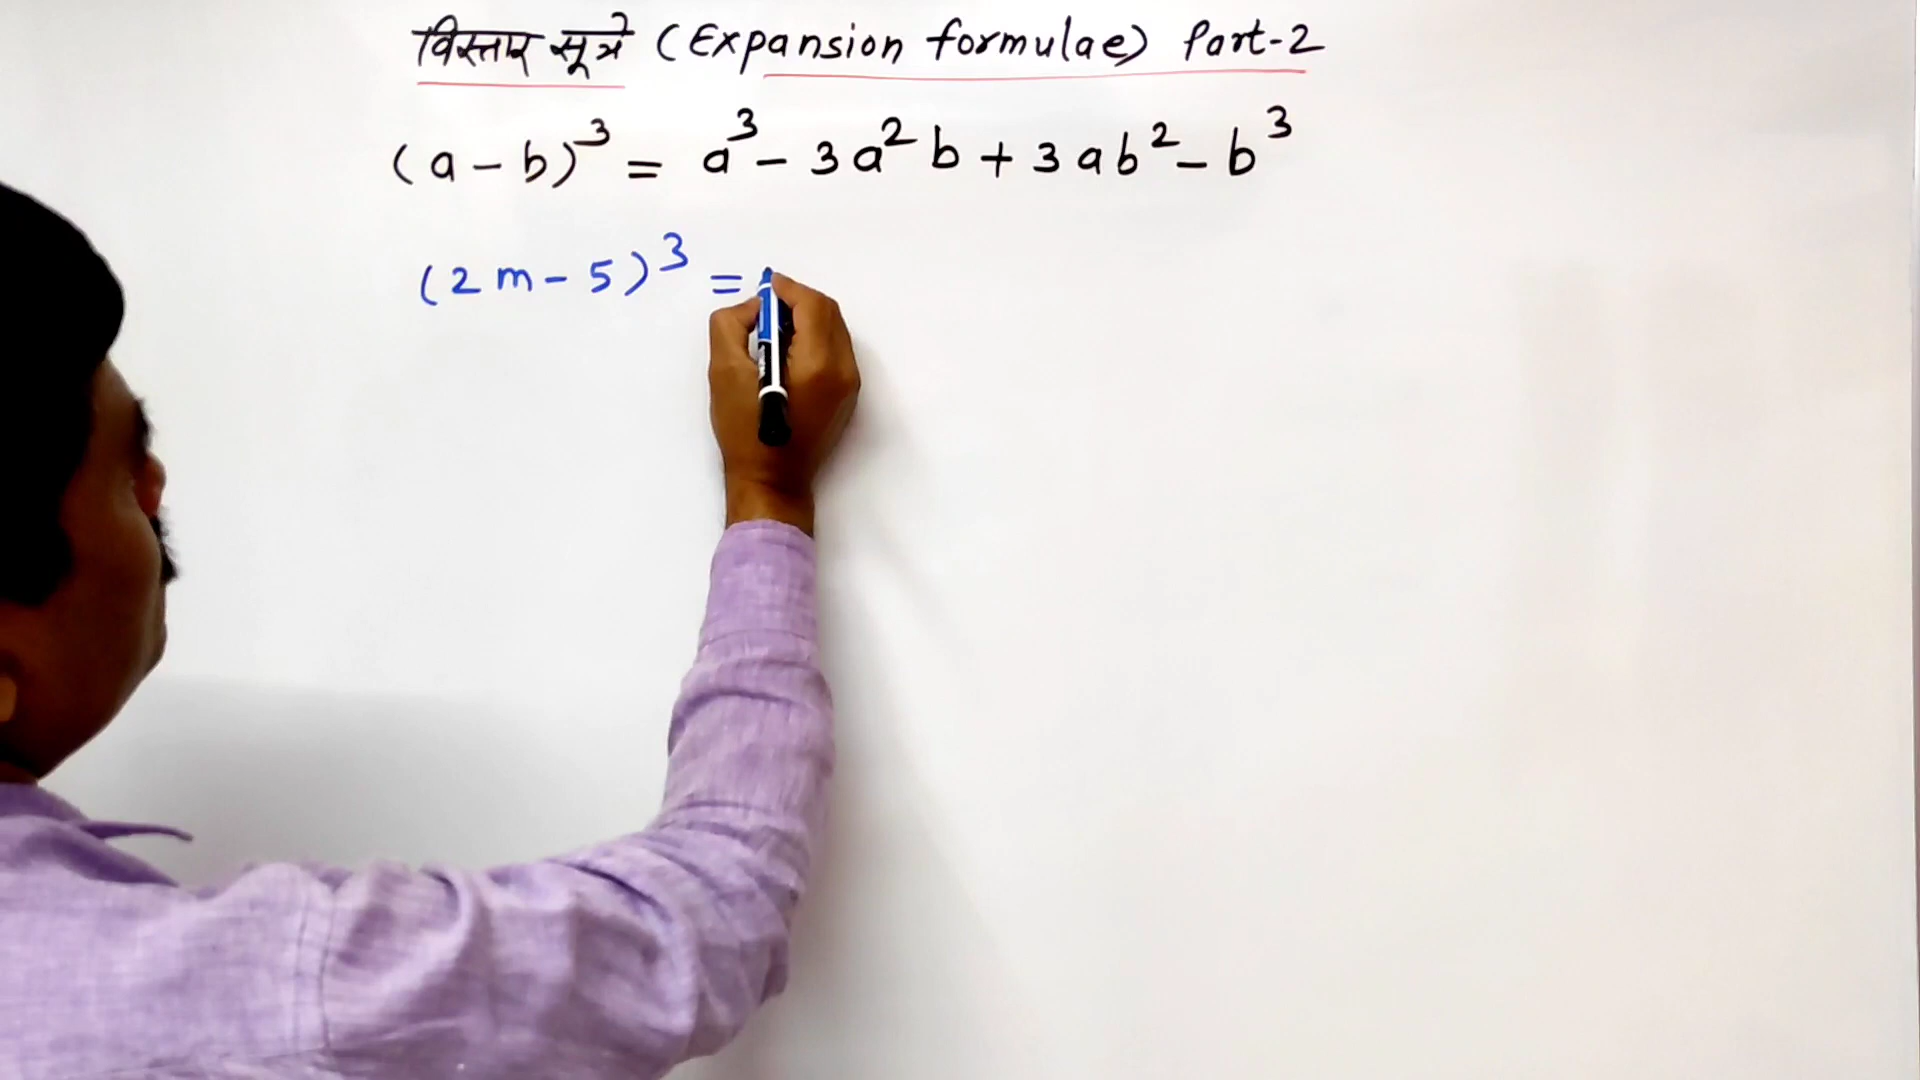 विस्तार सूत्रे (Expansion formulae) Part-2
(a - b)³ = a³ - 3a²b + 3ab² - b³
(2m - 5)³ =